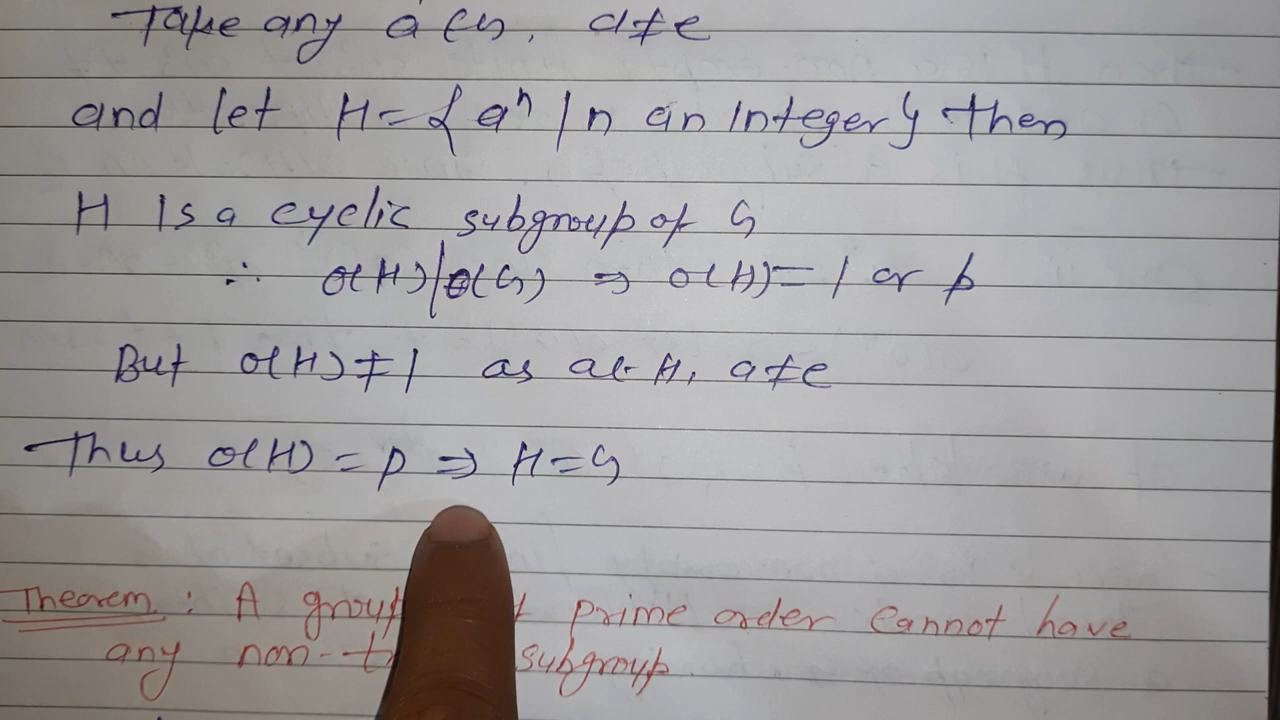 Take any a ∈ G, a ≠ e
and let H = { aⁿ / n an integer } then
H is a cyclic subgroup of G
∴ o(H)/o(G) ⇒ o(H) = 1 or p
But o(H) ≠ 1 as a ∈ H, a ≠ e
Thus o(H) = p ⇒ H = G
Theorem : A group prime order cannot have
any non- subgroup.